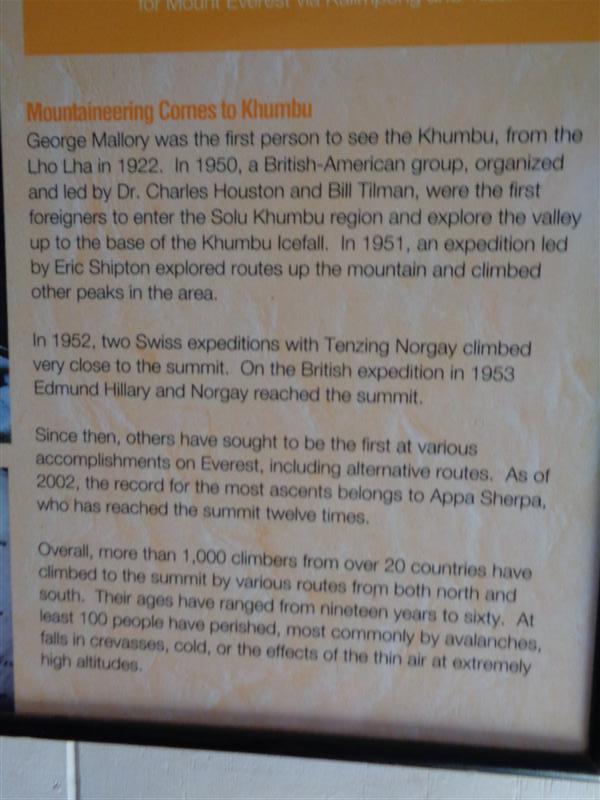 for Mount Everest via Kalimpong and
Mountaineering Comes to Khumbu
George Mallory was the first person to see the Khumbu, from the
Lho Lha in 1922. In 1950, a British-American group, organized
and led by Dr. Charles Houston and Bill Tilman, were the first
foreigners to enter the Solu Khumbu region and explore the valley
up to the base of the Khumbu Icefall. In 1951, an expedition led
by Eric Shipton explored routes up the mountain and climbed
other peaks in the area.
In 1952, two Swiss expeditions with Tenzing Norgay climbed
very close to the summit. On the British expedition in 1953
Edmund Hillary and Norgay reached the summit.
Since then, others have sought to be the first at various
accomplishments on Everest, including alternative routes. As of
2002, the record for the most ascents belongs to Appa Sherpa,
who has reached the summit twelve times.
Overall, more than 1,000 climbers from over 20 countries have
climbed to the summit by various routes from both north and
south. Their ages have ranged from nineteen years to sixty. At
least 100 people have perished, most commonly by avalanches,
falls in crevasses, cold, or the effects of the thin air at extremely
high altitudes.